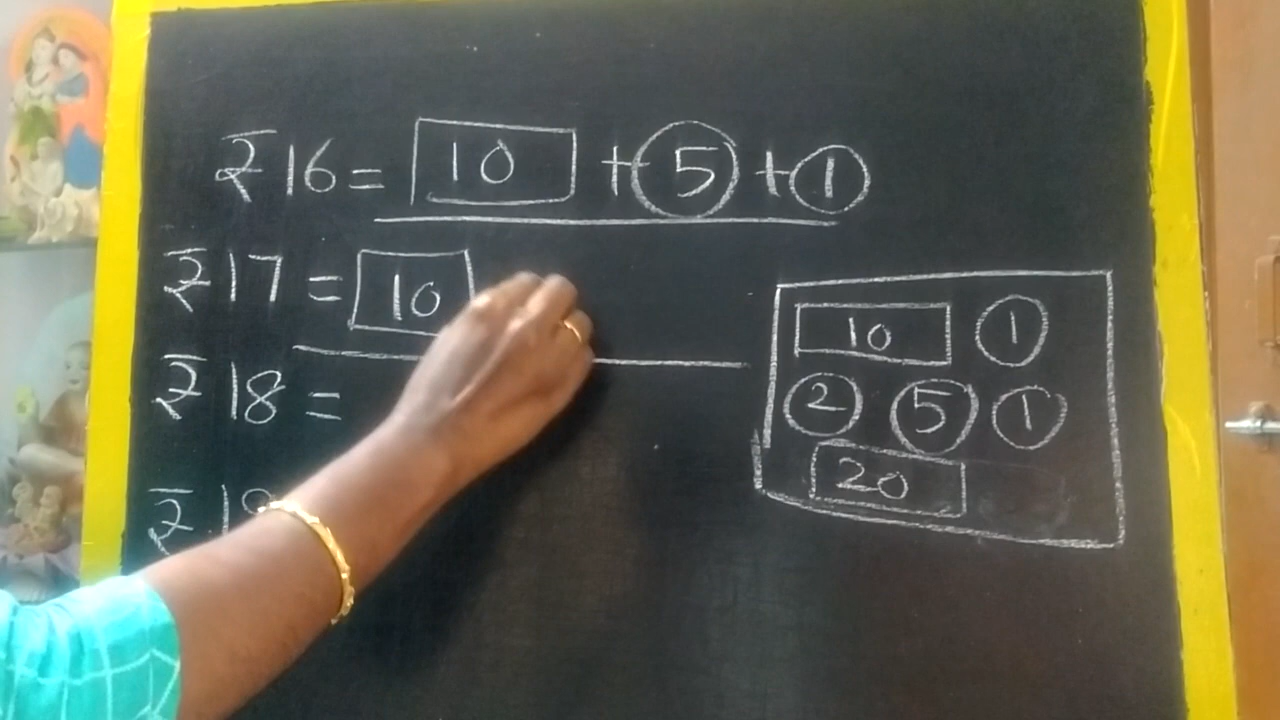 ₹16 = 10 + 5 + 1
₹17 = 10
₹18 =
₹
10 1
2 5 1
20